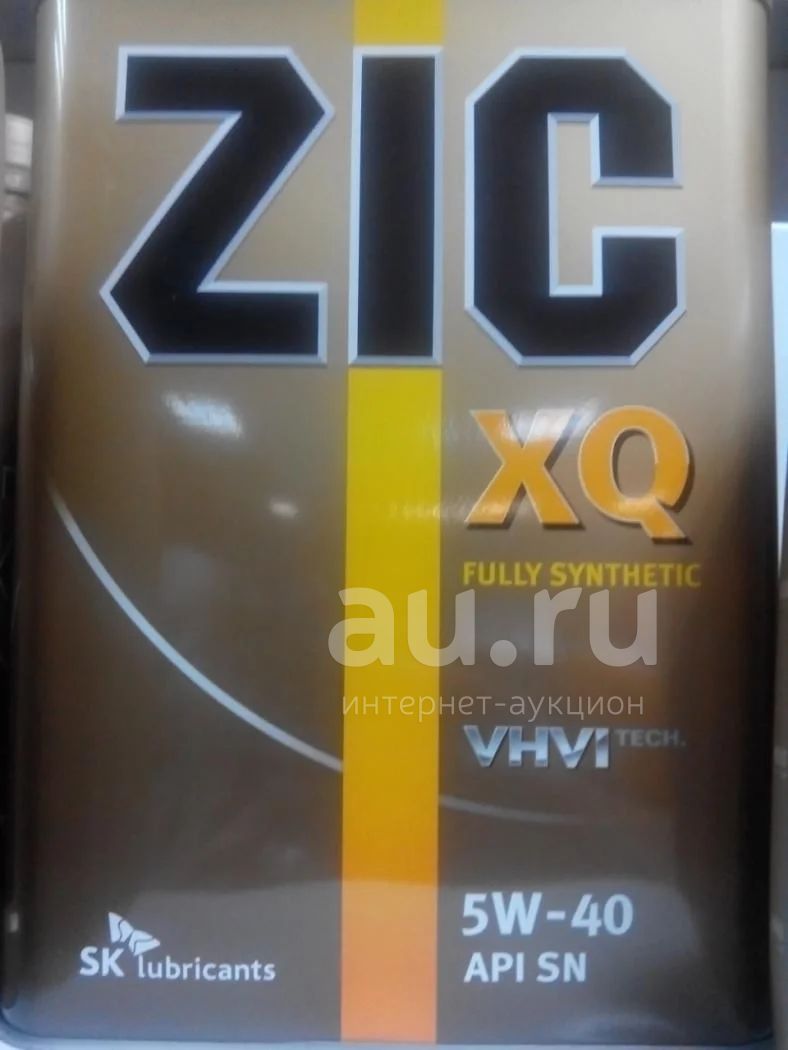 ZIC
XQ
FULLY SYNTHETIC
au.ru
интернет-аукцион
VHVI TECH.
5W-40
API SN
SK lubricants